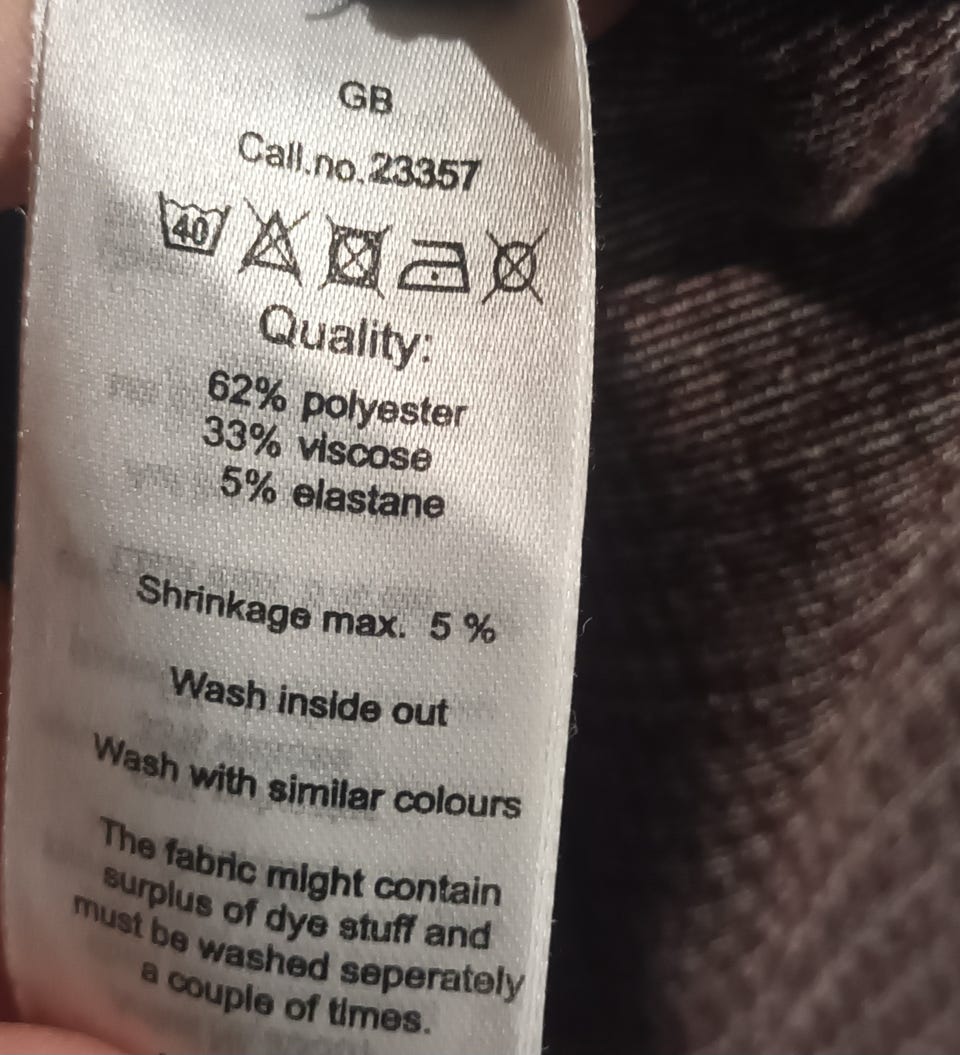 GB
Call.no.23357
40
Quality:
62% polyester
33% viscose
5% elastane
Shrinkage max. 5 %
Wash inside out
Wash with similar colours
The fabric might contain
surplus of dye stuff and
must be washed seperately
a couple of times.